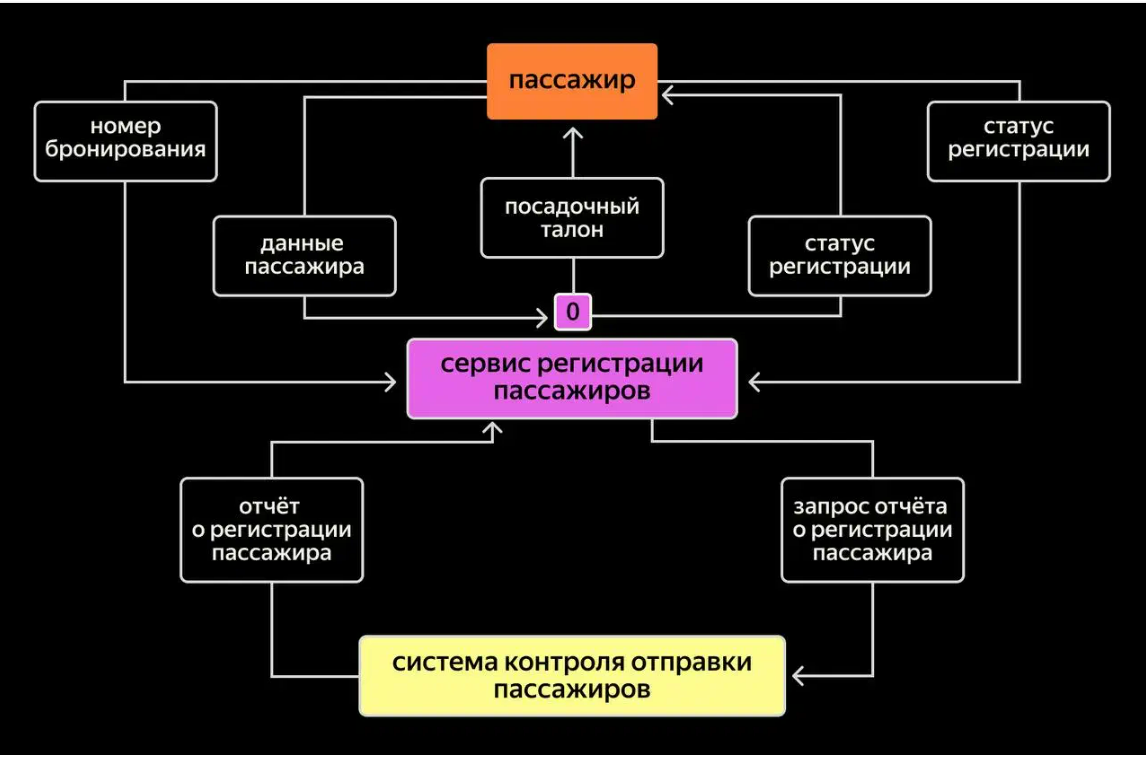 пассажир
номер
бронирования
статус
регистрации
посадочный
талон
данные
пассажира
статус
регистрации
0
сервис регистрации
пассажиров
отчёт
о регистрации
пассажира
запрос отчёта
о регистрации
пассажира
система контроля отправки
пассажиров